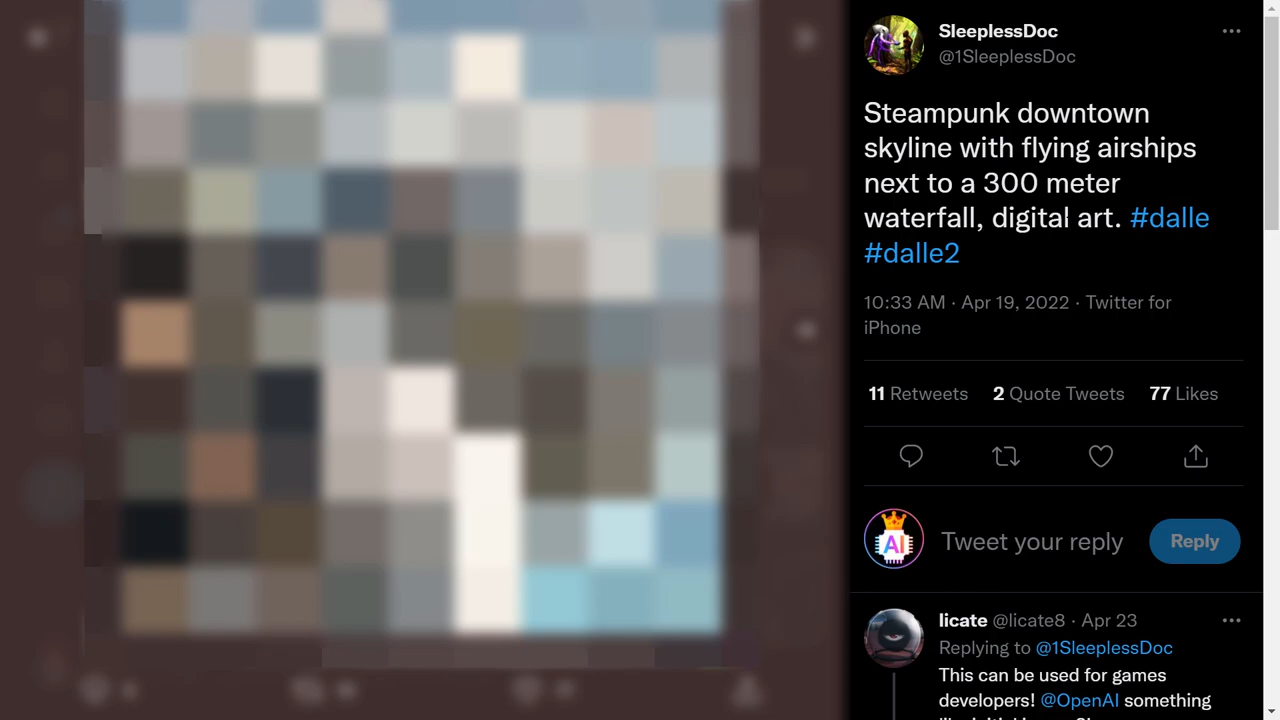 SleeplessDoc
@1SleeplessDoc
Steampunk downtown
skyline with flying airships
next to a 300 meter
waterfall, digital art. #dalle
#dalle2
10:33 AM · Apr 19, 2022 · Twitter for
iPhone
11 Retweets 2 Quote Tweets 77 Likes
AI
Tweet your reply
Reply
licate @licate8 · Apr 23
Replying to @1SleeplessDoc
This can be used for games
developers! @OpenAI something